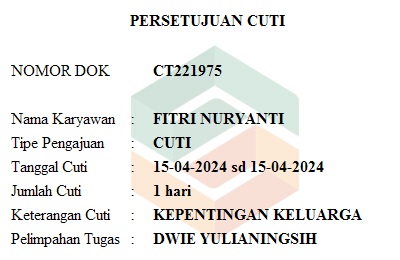 PERSETUJUAN CUTI
NOMOR DOK CT221975
Nama Karyawan : FITRI NURYANTI
Tipe Pengajuan : CUTI
Tanggal Cuti : 15-04-2024 sd 15-04-2024
Jumlah Cuti : 1 hari
Keterangan Cuti : KEPENTINGAN KELUARGA
Pelimpahan Tugas : DWIE YULIANINGSIH